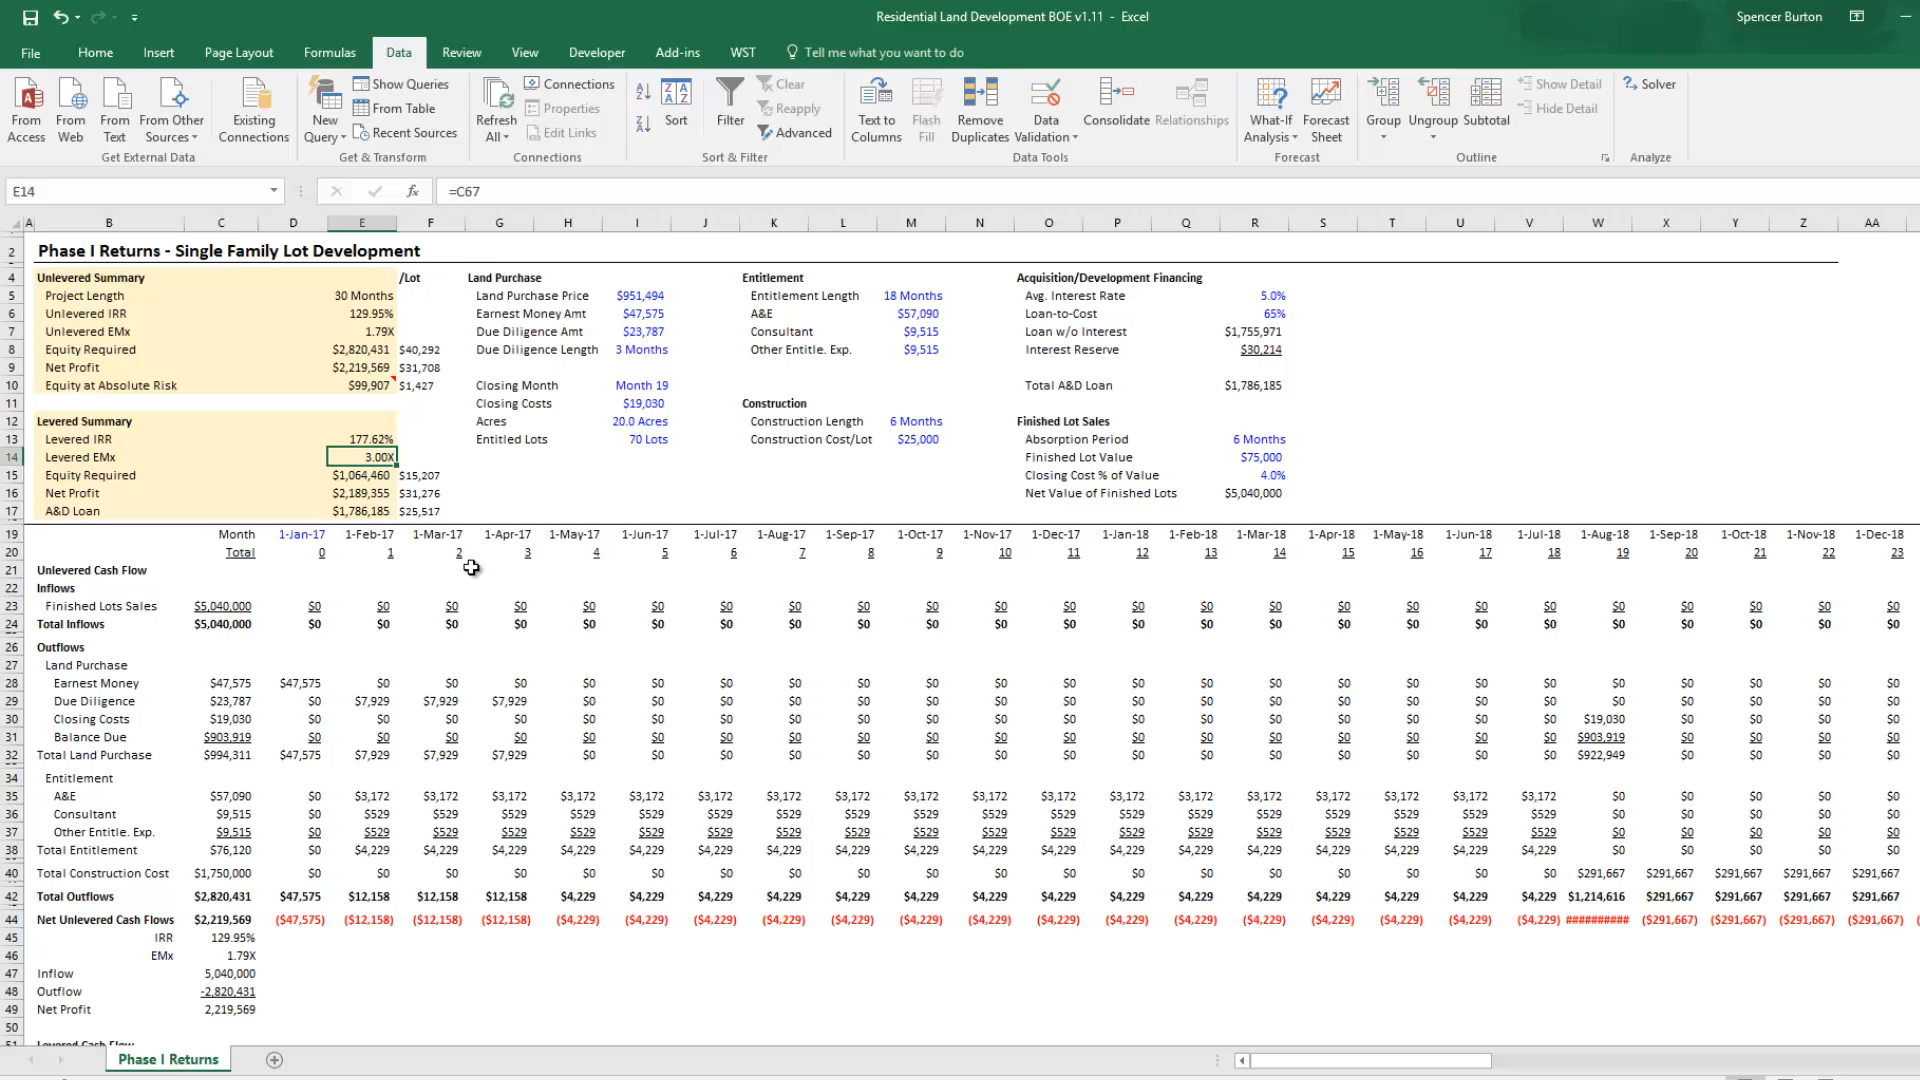 Residential Land Development BOE v1.11 - Excel
Spencer Burton
File Home Insert Page Layout Formulas Data Review View Developer Add-ins WST Tell me what you want to do
From Access From Web From Text From Other Sources Existing Connections New Query Show Queries From Table Recent Sources Refresh All Connections Properties Edit Links Sort Filter Clear Reapply Advanced Text to Columns Flash Fill Remove Duplicates Data Validation Consolidate Relationships What-If Analysis Forecast Sheet Group Ungroup Subtotal Show Detail Hide Detail Solver
Get External Data Get & Transform Connections Sort & Filter Data Tools Forecast Outline Analyze
E14 fx =C67
A B C D E F G H I J K L M N O P Q R S T U V W X Y Z AA
2 Phase I Returns - Single Family Lot Development
4 Unlevered Summary /Lot Land Purchase Entitlement Acquisition/Development Financing
5 Project Length 30 Months Land Purchase Price $951,494 Entitlement Length 18 Months Avg. Interest Rate 5.0%
6 Unlevered IRR 129.95% Earnest Money Amt $47,575 A&E $57,090 Loan-to-Cost 65%
7 Unlevered EMx 1.79X Due Diligence Amt $23,787 Consultant $9,515 Loan w/o Interest $1,755,971
8 Equity Required $2,820,431 $40,292 Due Diligence Length 3 Months Other Entitle. Exp. $9,515 Interest Reserve $30,214
9 Net Profit $2,219,569 $31,708
10 Equity at Absolute Risk $99,907 $1,427 Closing Month Month 19 Total A&D Loan $1,786,185
11 Closing Costs $19,030 Construction
12 Levered Summary Acres 20.0 Acres Construction Length 6 Months Finished Lot Sales
13 Levered IRR 177.62% Entitled Lots 70 Lots Construction Cost/Lot $25,000 Absorption Period 6 Months
14 Levered EMx 3.00X Finished Lot Value $75,000
15 Equity Required $1,064,460 $15,207 Closing Cost % of Value 4.0%
16 Net Profit $2,189,355 $31,276 Net Value of Finished Lots $5,040,000
17 A&D Loan $1,786,185 $25,517
19 Month 1-Jan-17 1-Feb-17 1-Mar-17 1-Apr-17 1-May-17 1-Jun-17 1-Jul-17 1-Aug-17 1-Sep-17 1-Oct-17 1-Nov-17 1-Dec-17 1-Jan-18 1-Feb-18 1-Mar-18 1-Apr-18 1-May-18 1-Jun-18 1-Jul-18 1-Aug-18 1-Sep-18 1-Oct-18 1-Nov-18 1-Dec-18
20 Total 0 1 2 3 4 5 6 7 8 9 10 11 12 13 14 15 16 17 18 19 20 21 22 23
21 Unlevered Cash Flow
22 Inflows
23 Finished Lots Sales $5,040,000 $0 $0 $0 $0 $0 $0 $0 $0 $0 $0 $0 $0 $0 $0 $0 $0 $0 $0 $0 $0 $0 $0 $0 $0
24 Total Inflows $5,040,000 $0 $0 $0 $0 $0 $0 $0 $0 $0 $0 $0 $0 $0 $0 $0 $0 $0 $0 $0 $0 $0 $0 $0 $0
26 Outflows
27 Land Purchase
28 Earnest Money $47,575 $47,575 $0 $0 $0 $0 $0 $0 $0 $0 $0 $0 $0 $0 $0 $0 $0 $0 $0 $0 $0 $0 $0 $0 $0
29 Due Diligence $23,787 $0 $7,929 $7,929 $7,929 $0 $0 $0 $0 $0 $0 $0 $0 $0 $0 $0 $0 $0 $0 $0 $0 $0 $0 $0 $0
30 Closing Costs $19,030 $0 $0 $0 $0 $0 $0 $0 $0 $0 $0 $0 $0 $0 $0 $0 $0 $0 $0 $0 $19,030 $0 $0 $0 $0
31 Balance Due $903,919 $0 $0 $0 $0 $0 $0 $0 $0 $0 $0 $0 $0 $0 $0 $0 $0 $0 $0 $0 $903,919 $0 $0 $0 $0
32 Total Land Purchase $994,311 $47,575 $7,929 $7,929 $7,929 $0 $0 $0 $0 $0 $0 $0 $0 $0 $0 $0 $0 $0 $0 $0 $922,949 $0 $0 $0 $0
34 Entitlement
35 A&E $57,090 $0 $3,172 $3,172 $3,172 $3,172 $3,172 $3,172 $3,172 $3,172 $3,172 $3,172 $3,172 $3,172 $3,172 $3,172 $3,172 $3,172 $3,172 $3,172 $0 $0 $0 $0 $0
36 Consultant $9,515 $0 $529 $529 $529 $529 $529 $529 $529 $529 $529 $529 $529 $529 $529 $529 $529 $529 $529 $529 $0 $0 $0 $0 $0
37 Other Entitle. Exp. $9,515 $0 $529 $529 $529 $529 $529 $529 $529 $529 $529 $529 $529 $529 $529 $529 $529 $529 $529 $529 $0 $0 $0 $0 $0
38 Total Entitlement $76,120 $0 $4,229 $4,229 $4,229 $4,229 $4,229 $4,229 $4,229 $4,229 $4,229 $4,229 $4,229 $4,229 $4,229 $4,229 $4,229 $4,229 $4,229 $4,229 $0 $0 $0 $0 $0
40 Total Construction Cost $1,750,000 $0 $0 $0 $0 $0 $0 $0 $0 $0 $0 $0 $0 $0 $0 $0 $0 $0 $0 $0 $291,667 $291,667 $291,667 $291,667 $291,667
42 Total Outflows $2,820,431 $47,575 $12,158 $12,158 $12,158 $4,229 $4,229 $4,229 $4,229 $4,229 $4,229 $4,229 $4,229 $4,229 $4,229 $4,229 $4,229 $4,229 $4,229 $4,229 $1,214,616 $291,667 $291,667 $291,667 $291,667
44 Net Unlevered Cash Flows $2,219,569 ($47,575) ($12,158) ($12,158) ($12,158) ($4,229) ($4,229) ($4,229) ($4,229) ($4,229) ($4,229) ($4,229) ($4,229) ($4,229) ($4,229) ($4,229) ($4,229) ($4,229) ($4,229) ($4,229) ########## ($291,667) ($291,667) ($291,667) ($291,667)
45 IRR 129.95%
46 EMx 1.79X
47 Inflow 5,040,000
48 Outflow -2,820,431
49 Net Profit 2,219,569
50
51 Levered Cash Flow
Phase I Returns